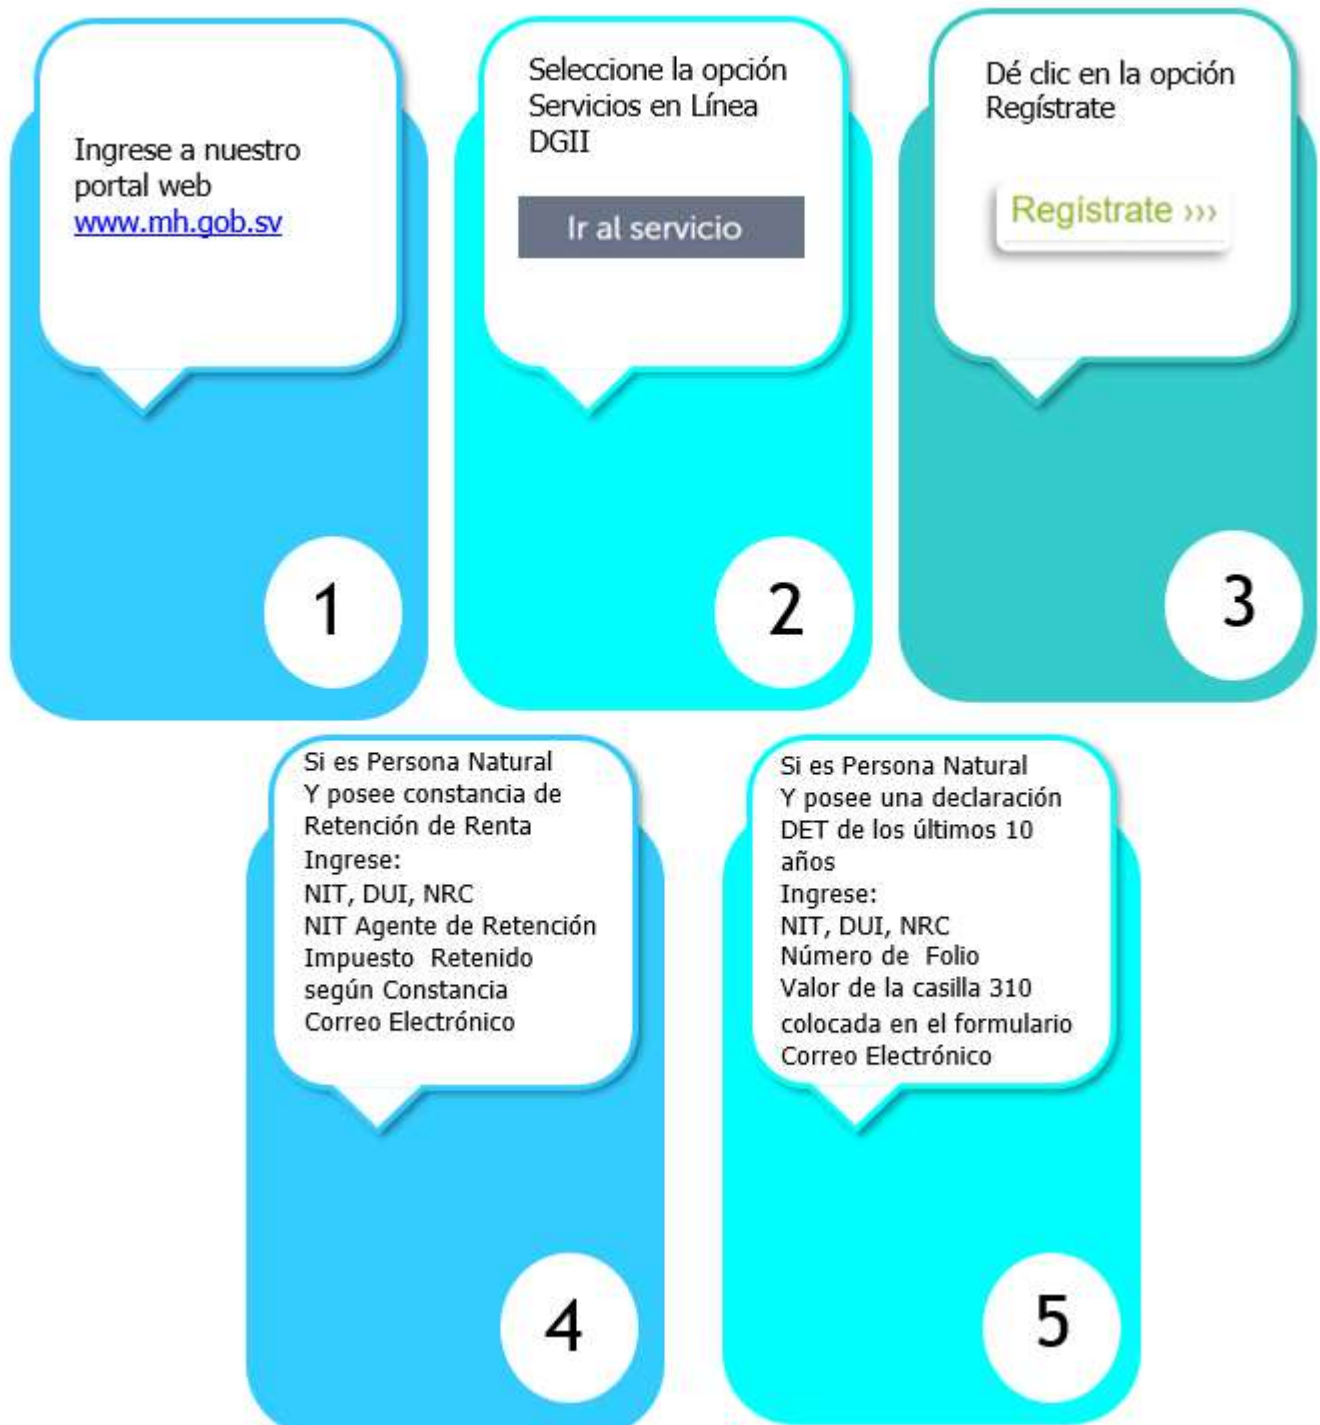 Ingrese a nuestro
portal web
www.mh.gob.sv
1
Seleccione la opción
Servicios en Línea
DGII
Ir al servicio
2
Dé clic en la opción
Regístrate
Regístrate ›››
3
Si es Persona Natural
Y posee constancia de
Retención de Renta
Ingrese:
NIT, DUI, NRC
NIT Agente de Retención
Impuesto Retenido
según Constancia
Correo Electrónico
4
Si es Persona Natural
Y posee una declaración
DET de los últimos 10
años
Ingrese:
NIT, DUI, NRC
Número de Folio
Valor de la casilla 310
colocada en el formulario
Correo Electrónico
5